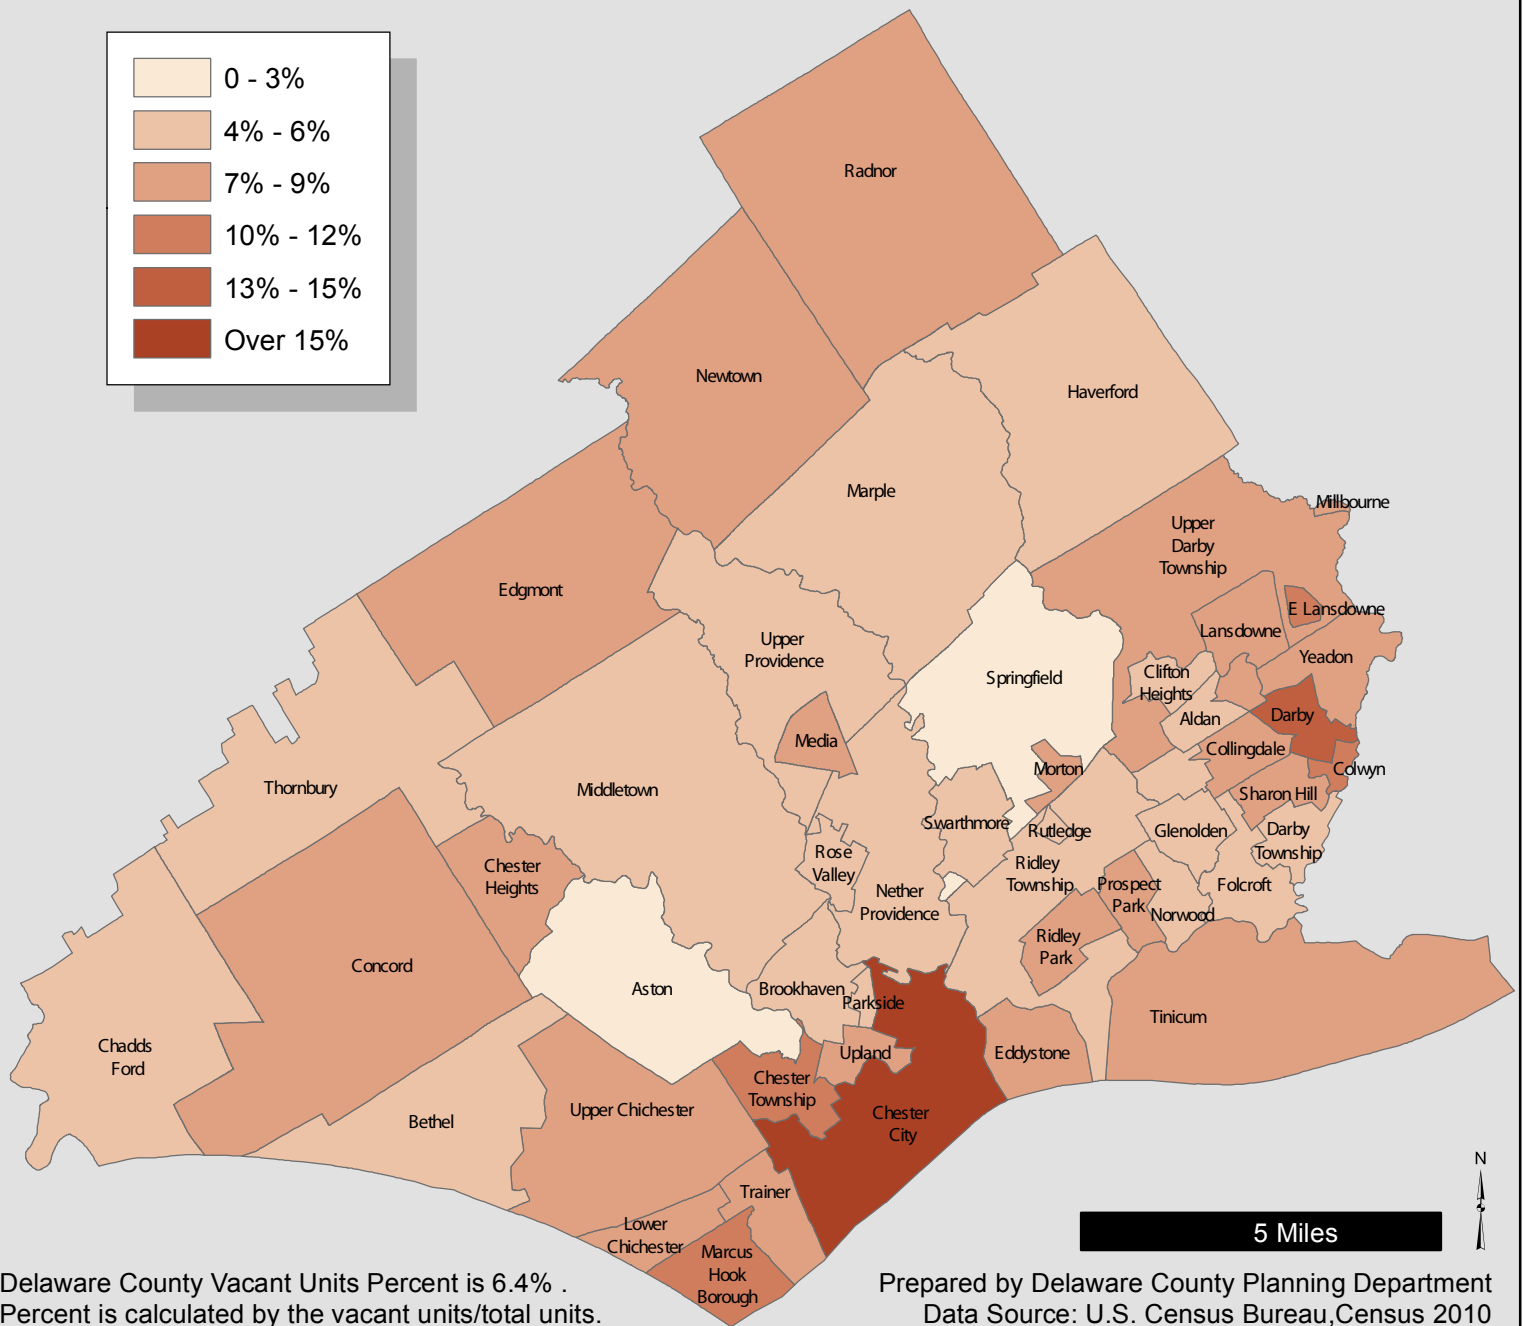 0 - 3%
4% - 6%
7% - 9%
10% - 12%
13% - 15%
Over 15%
Radnor
Newtown
Haverford
Marple
Millbourne
Upper
Darby
Township
Edgmont
E Lansdowne
Lansdowne
Upper
Providence
Yeadon
Springfield
Clifton
Heights
Darby
Aldan
Media
Collingdale
Morton
Colwyn
Thornbury
Middletown
Sharon Hill
Swarthmore
Rutledge
Glenolden
Darby
Township
Rose
Valley
Chester
Heights
Ridley
Township
Prospect
Park
Folcroft
Nether
Providence
Norwood
Ridley
Park
Concord
Aston
Brookhaven
Parkside
Tinicum
Chadds
Ford
Upland
Eddystone
Chester
Township
Upper Chichester
Bethel
Chester
City
Trainer
Lower
Chichester
Marcus
Hook
Borough
N
5 Miles
Delaware County Vacant Units Percent is 6.4% .
Percent is calculated by the vacant units/total units.
Prepared by Delaware County Planning Department
Data Source: U.S. Census Bureau,Census 2010